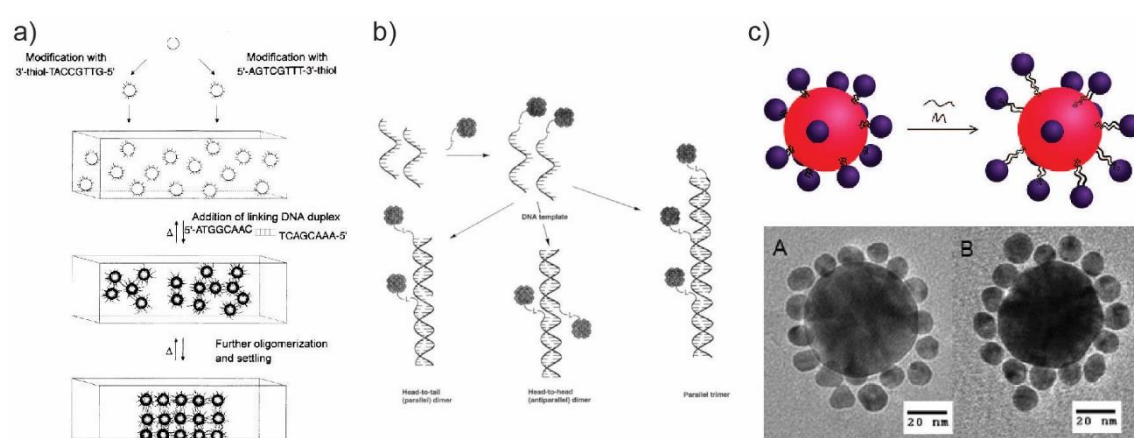 a)
Modification with
3'-thiol-TACCGTTG-5'
Modification with
5'-AGTCGTTT-3'-thiol
Addition of linking DNA duplex
Δ
5'-ATGGCAAC
TCAGCAAA-5'
Δ
Further oligomerization
and settling
b)
DNA template
Head-to-tail
(parallel) dimer
Head-to-head
(antiparallel) dimer
Parallel trimer
c)
A
B
20 nm
20 nm